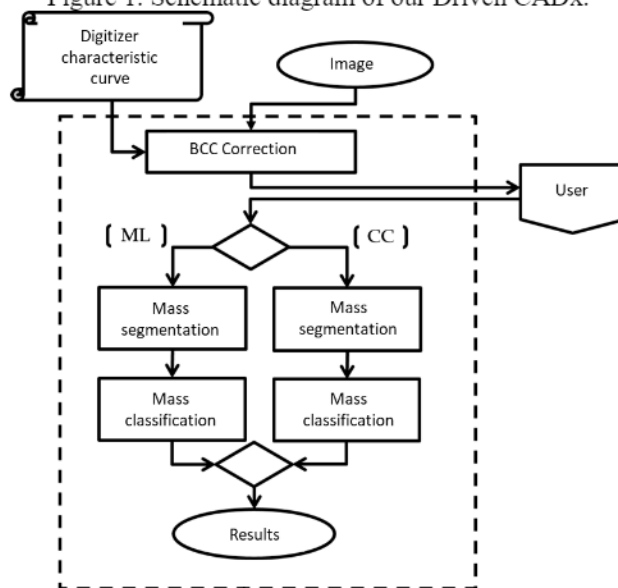 Figure 1. Schematic diagram of our Driven CADx.
Digitizer
characteristic
curve
Image
BCC Correction
User
[ ML ]
[ CC ]
Mass
segmentation
Mass
segmentation
Mass
classification
Mass
classification
Results